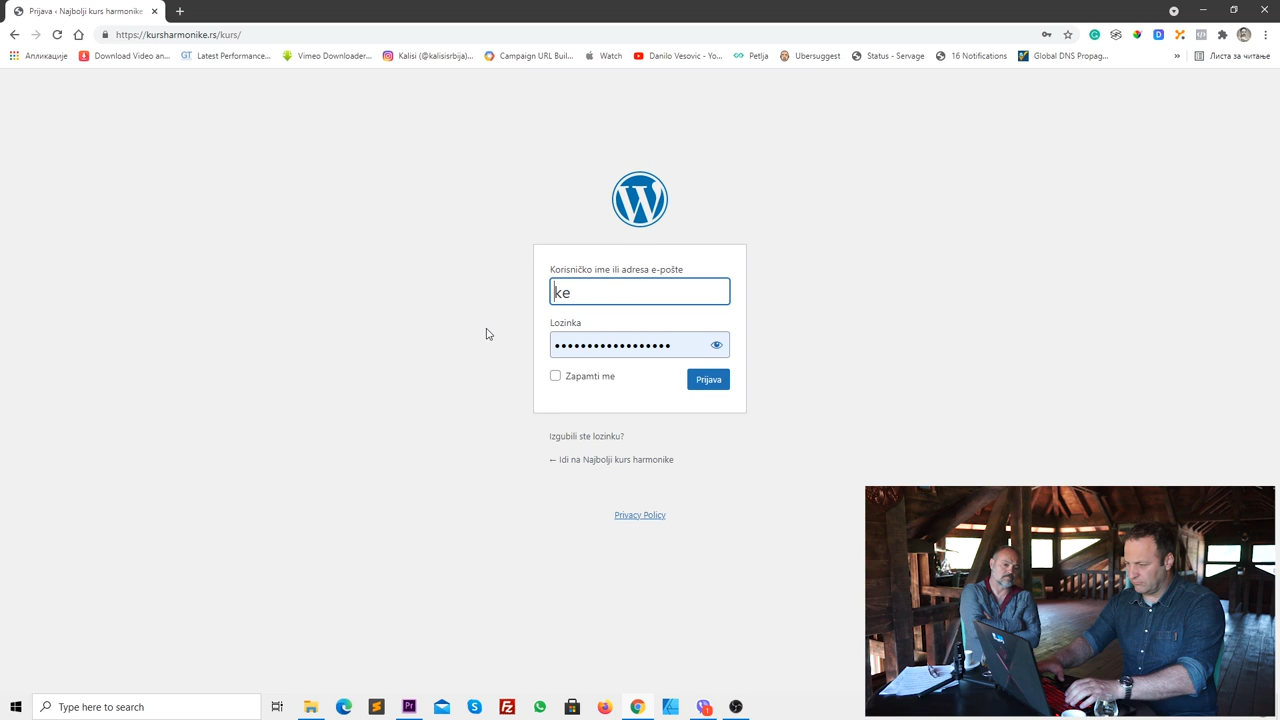 Prijava ‹ Najbolji kurs harmonike
https://kursharmonike.rs/kurs/
Апликације
Download Video an...
Latest Performance...
Vimeo Downloader...
Kalisi (@kalisisrbija)...
Campaign URL Buil...
Watch
Danilo Vesovic - Yo...
Petlja
Ubersuggest
Status - Servage
16 Notifications
Global DNS Propag...
»
Листа за читање
Korisničko ime ili adresa e-pošte
ke
Lozinka
Zapamti me
Prijava
Izgubili ste lozinku?
← Idi na Najbolji kurs harmonike
Privacy Policy
Type here to search